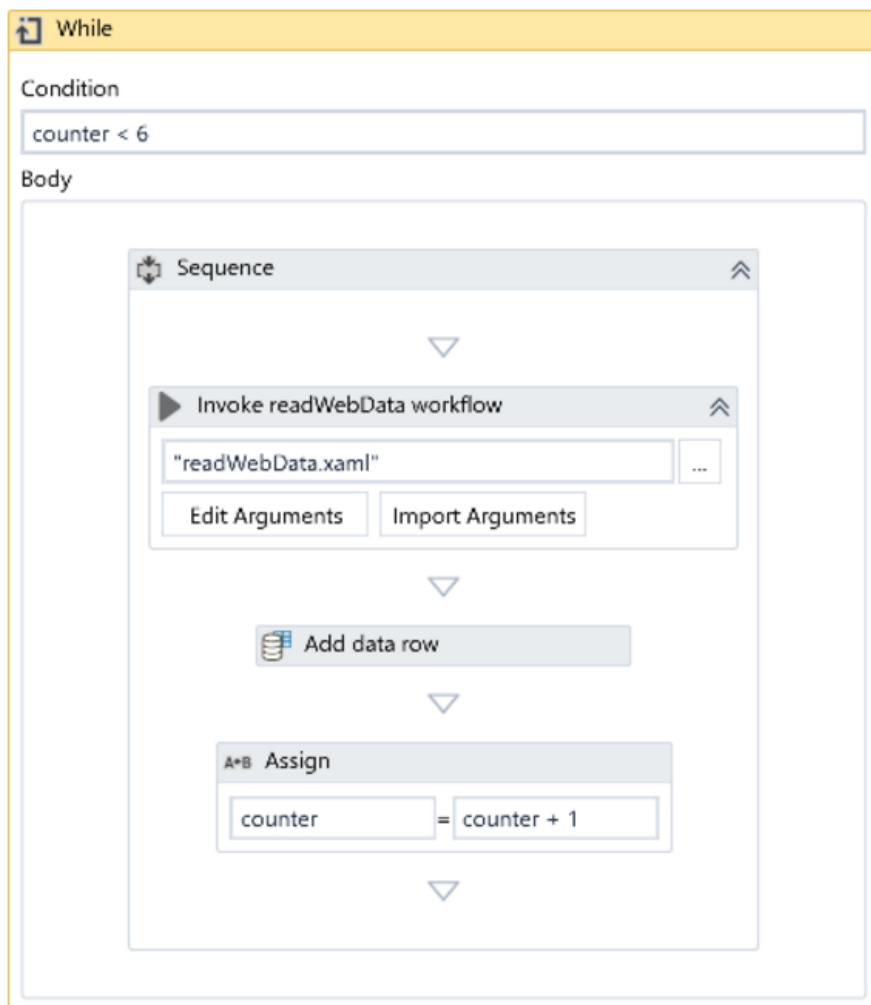 While
Condition
counter < 6
Body
Sequence
Invoke readWebData workflow
"readWebData.xaml"
...
Edit Arguments
Import Arguments
Add data row
A+B Assign
counter = counter + 1